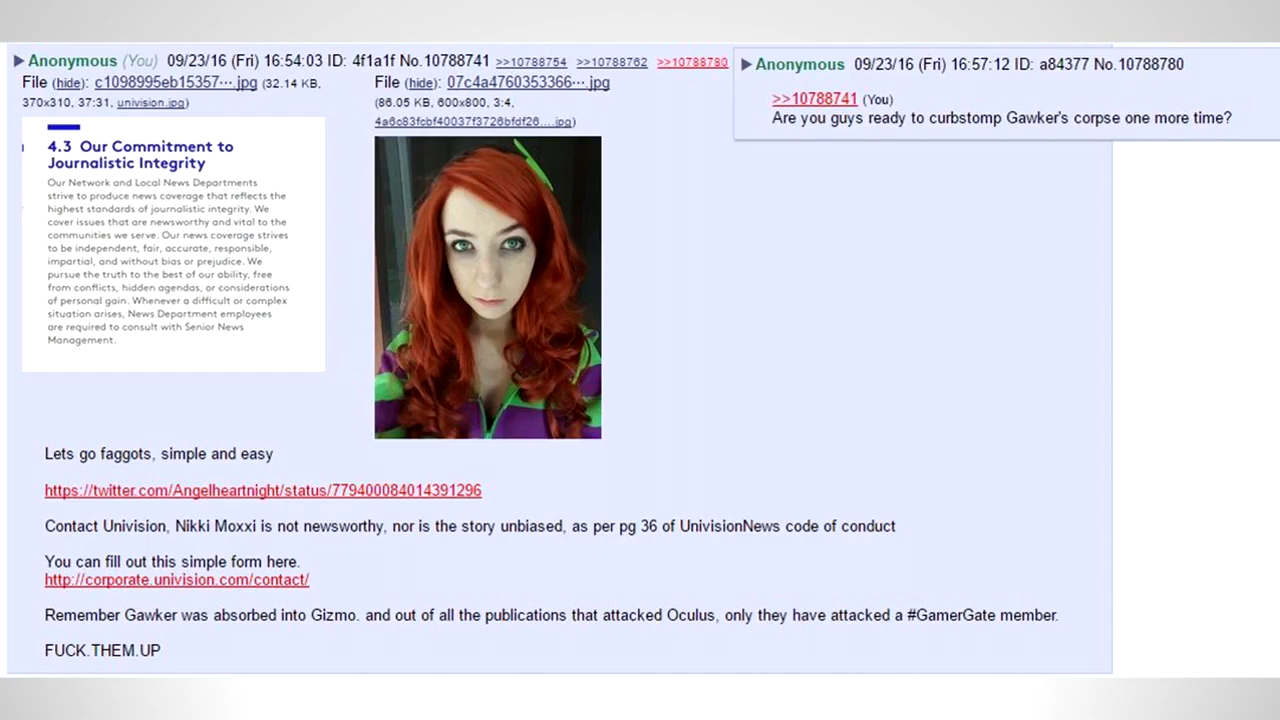 Anonymous (You) 09/23/16 (Fri) 16:54:03 ID: 4f1a1f No.10788741 >>10788754 >>10788762 >>10788780
File (hide): c1098995eb15357···.jpg (32.14 KB,
370x310, 37:31, univision.jpg)
4.3 Our Commitment to
Journalistic Integrity
Our Network and Local News Departments
strive to produce news coverage that reflects the
highest standards of journalistic integrity. We
cover issues that are newsworthy and vital to the
communities we serve. Our news coverage strives
to be independent, fair, accurate, responsible,
impartial, and without bias or prejudice. We
pursue the truth to the best of our ability, free
from conflicts, hidden agendas, or considerations
of personal gain. Whenever a difficult or complex
situation arises, News Department employees
are required to consult with Senior News
Management.
File (hide): 07c4a4760353366···.jpg
(86.05 KB, 600x800, 3:4,
4a6c83fcbf40037f3726bfdf26....jpg)
Anonymous 09/23/16 (Fri) 16:57:12 ID: a84377 No.10788780
>>10788741 (You)
Are you guys ready to curbstomp Gawker's corpse one more time?
Lets go faggots, simple and easy
https://twitter.com/Angelheartnight/status/779400084014391296
Contact Univision, Nikki Moxxi is not newsworthy, nor is the story unbiased, as per pg 36 of UnivisionNews code of conduct
You can fill out this simple form here.
http://corporate.univision.com/contact/
Remember Gawker was absorbed into Gizmo. and out of all the publications that attacked Oculus, only they have attacked a #GamerGate member.
FUCK.THEM.UP